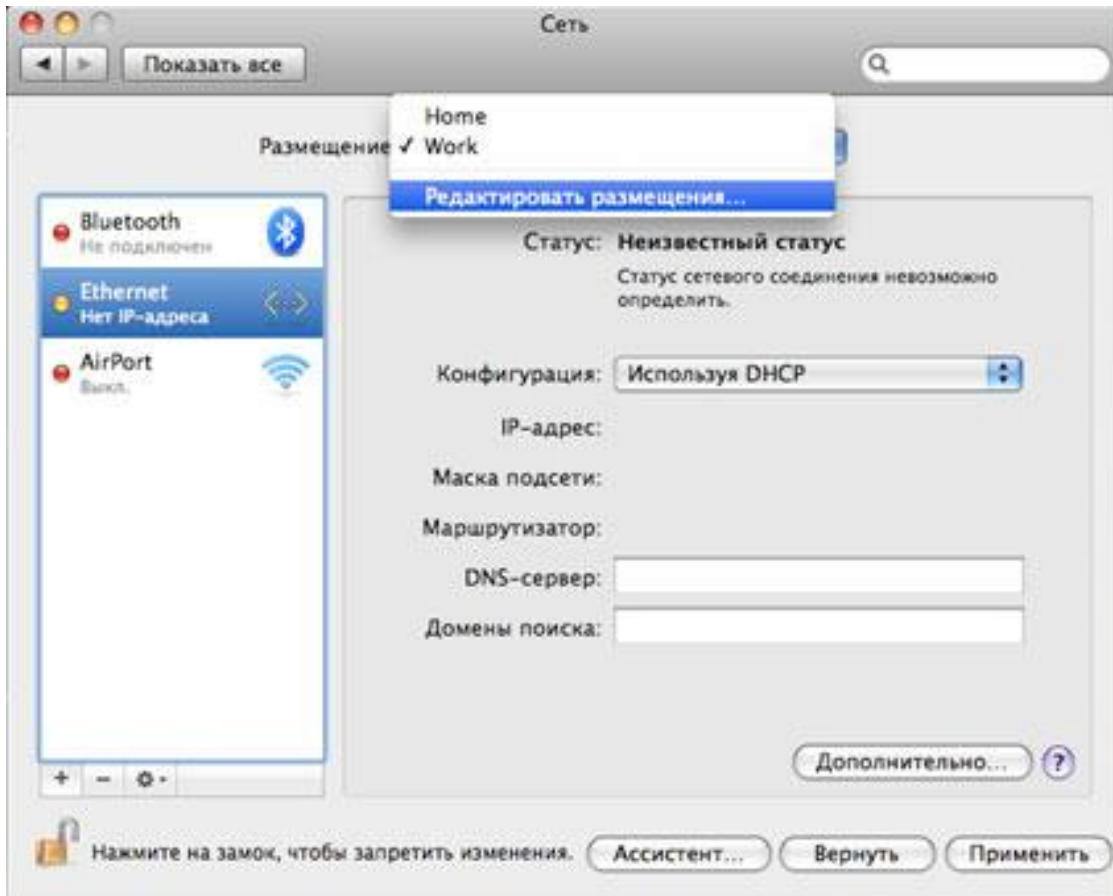 Сеть
Показать все
Home
Размещение ✓ Work
Редактировать размещения...
Bluetooth
Не подключен
Ethernet
Нет IP-адреса
AirPort
Выкл.
Статус: Неизвестный статус
Статус сетевого соединения невозможно
определить.
Конфигурация: Используя DHCP
IP-адрес:
Маска подсети:
Маршрутизатор:
DNS-сервер:
Домены поиска:
Дополнительно... ?
Нажмите на замок, чтобы запретить изменения. Ассистент... Вернуть Применить